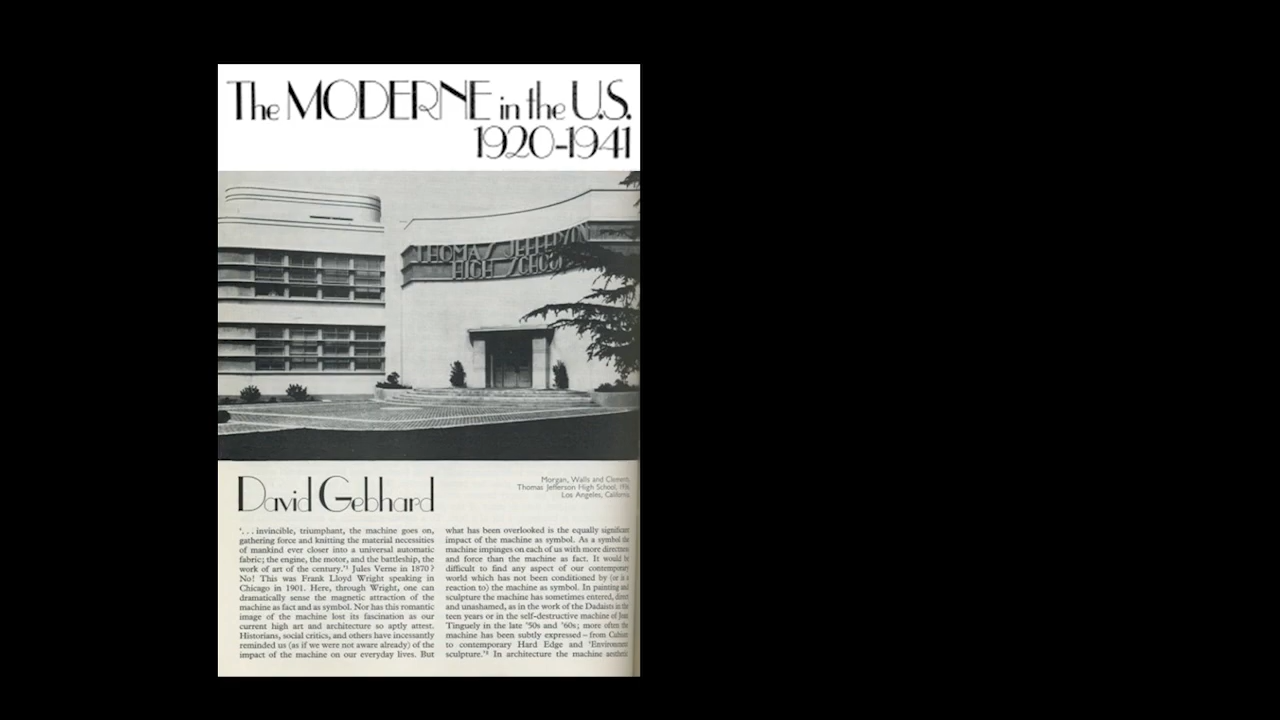 The MODERNE in the U.S.
1920-1941
THOMAS JEFFERSON
HIGH SCHOOL
David Gebhard
Morgan, Walls and Clements,
Thomas Jefferson High School, 1936
Los Angeles, California
'. . . invincible, triumphant, the machine goes on,
gathering force and knitting the material necessities
of mankind ever closer into a universal automatic
fabric; the engine, the motor, and the battleship, the
work of art of the century.'¹ Jules Verne in 1870?
No! This was Frank Lloyd Wright speaking in
Chicago in 1901. Here, through Wright, one can
dramatically sense the magnetic attraction of the
machine as fact and as symbol. Nor has this romantic
image of the machine lost its fascination as our
current high art and architecture so aptly attest.
Historians, social critics, and others have incessantly
reminded us (as if we were not aware already) of the
impact of the machine on our everyday lives. But
what has been overlooked is the equally significant
impact of the machine as symbol. As a symbol the
machine impinges on each of us with more directness
and force than the machine as fact. It would be
difficult to find any aspect of our contemporary
world which has not been conditioned by (or is a
reaction to) the machine as symbol. In painting and
sculpture the machine has sometimes entered, direct
and unashamed, as in the work of the Dadaists in the
teen years or in the self-destructive machine of Jean
Tinguely in the late '50s and '60s; more often the
machine has been subtly expressed – from Cubism
to contemporary Hard Edge and 'Environment
sculpture.'² In architecture the machine aesthetic